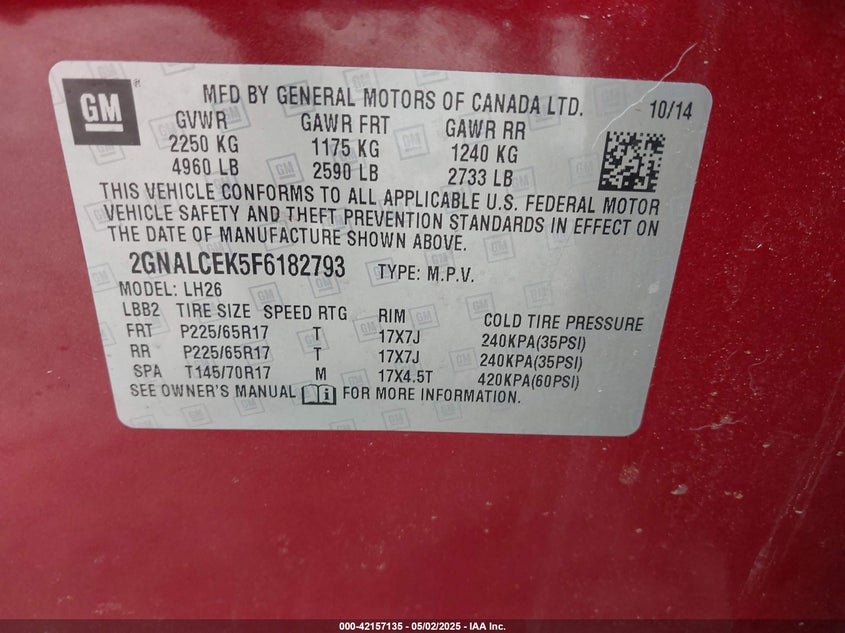 GM
MFD BY GENERAL MOTORS OF CANADA LTD. 10/14
GVWR GAWR FRT GAWR RR
2250 KG 1175 KG 1240 KG
4960 LB 2590 LB 2733 LB
THIS VEHICLE CONFORMS TO ALL APPLICABLE U.S. FEDERAL MOTOR
VEHICLE SAFETY AND THEFT PREVENTION STANDARDS IN EFFECT ON
THE DATE OF MANUFACTURE SHOWN ABOVE.
2GNALCEK5F6182793 TYPE: M.P.V.
MODEL: LH26
LBB2 TIRE SIZE SPEED RTG RIM COLD TIRE PRESSURE
FRT P225/65R17 T 17X7J 240KPA(35PSI)
RR P225/65R17 T 17X7J 240KPA(35PSI)
SPA T145/70R17 M 17X4.5T 420KPA(60PSI)
SEE OWNER'S MANUAL i FOR MORE INFORMATION.
000-42157135 - 05/02/2025 - IAA Inc.